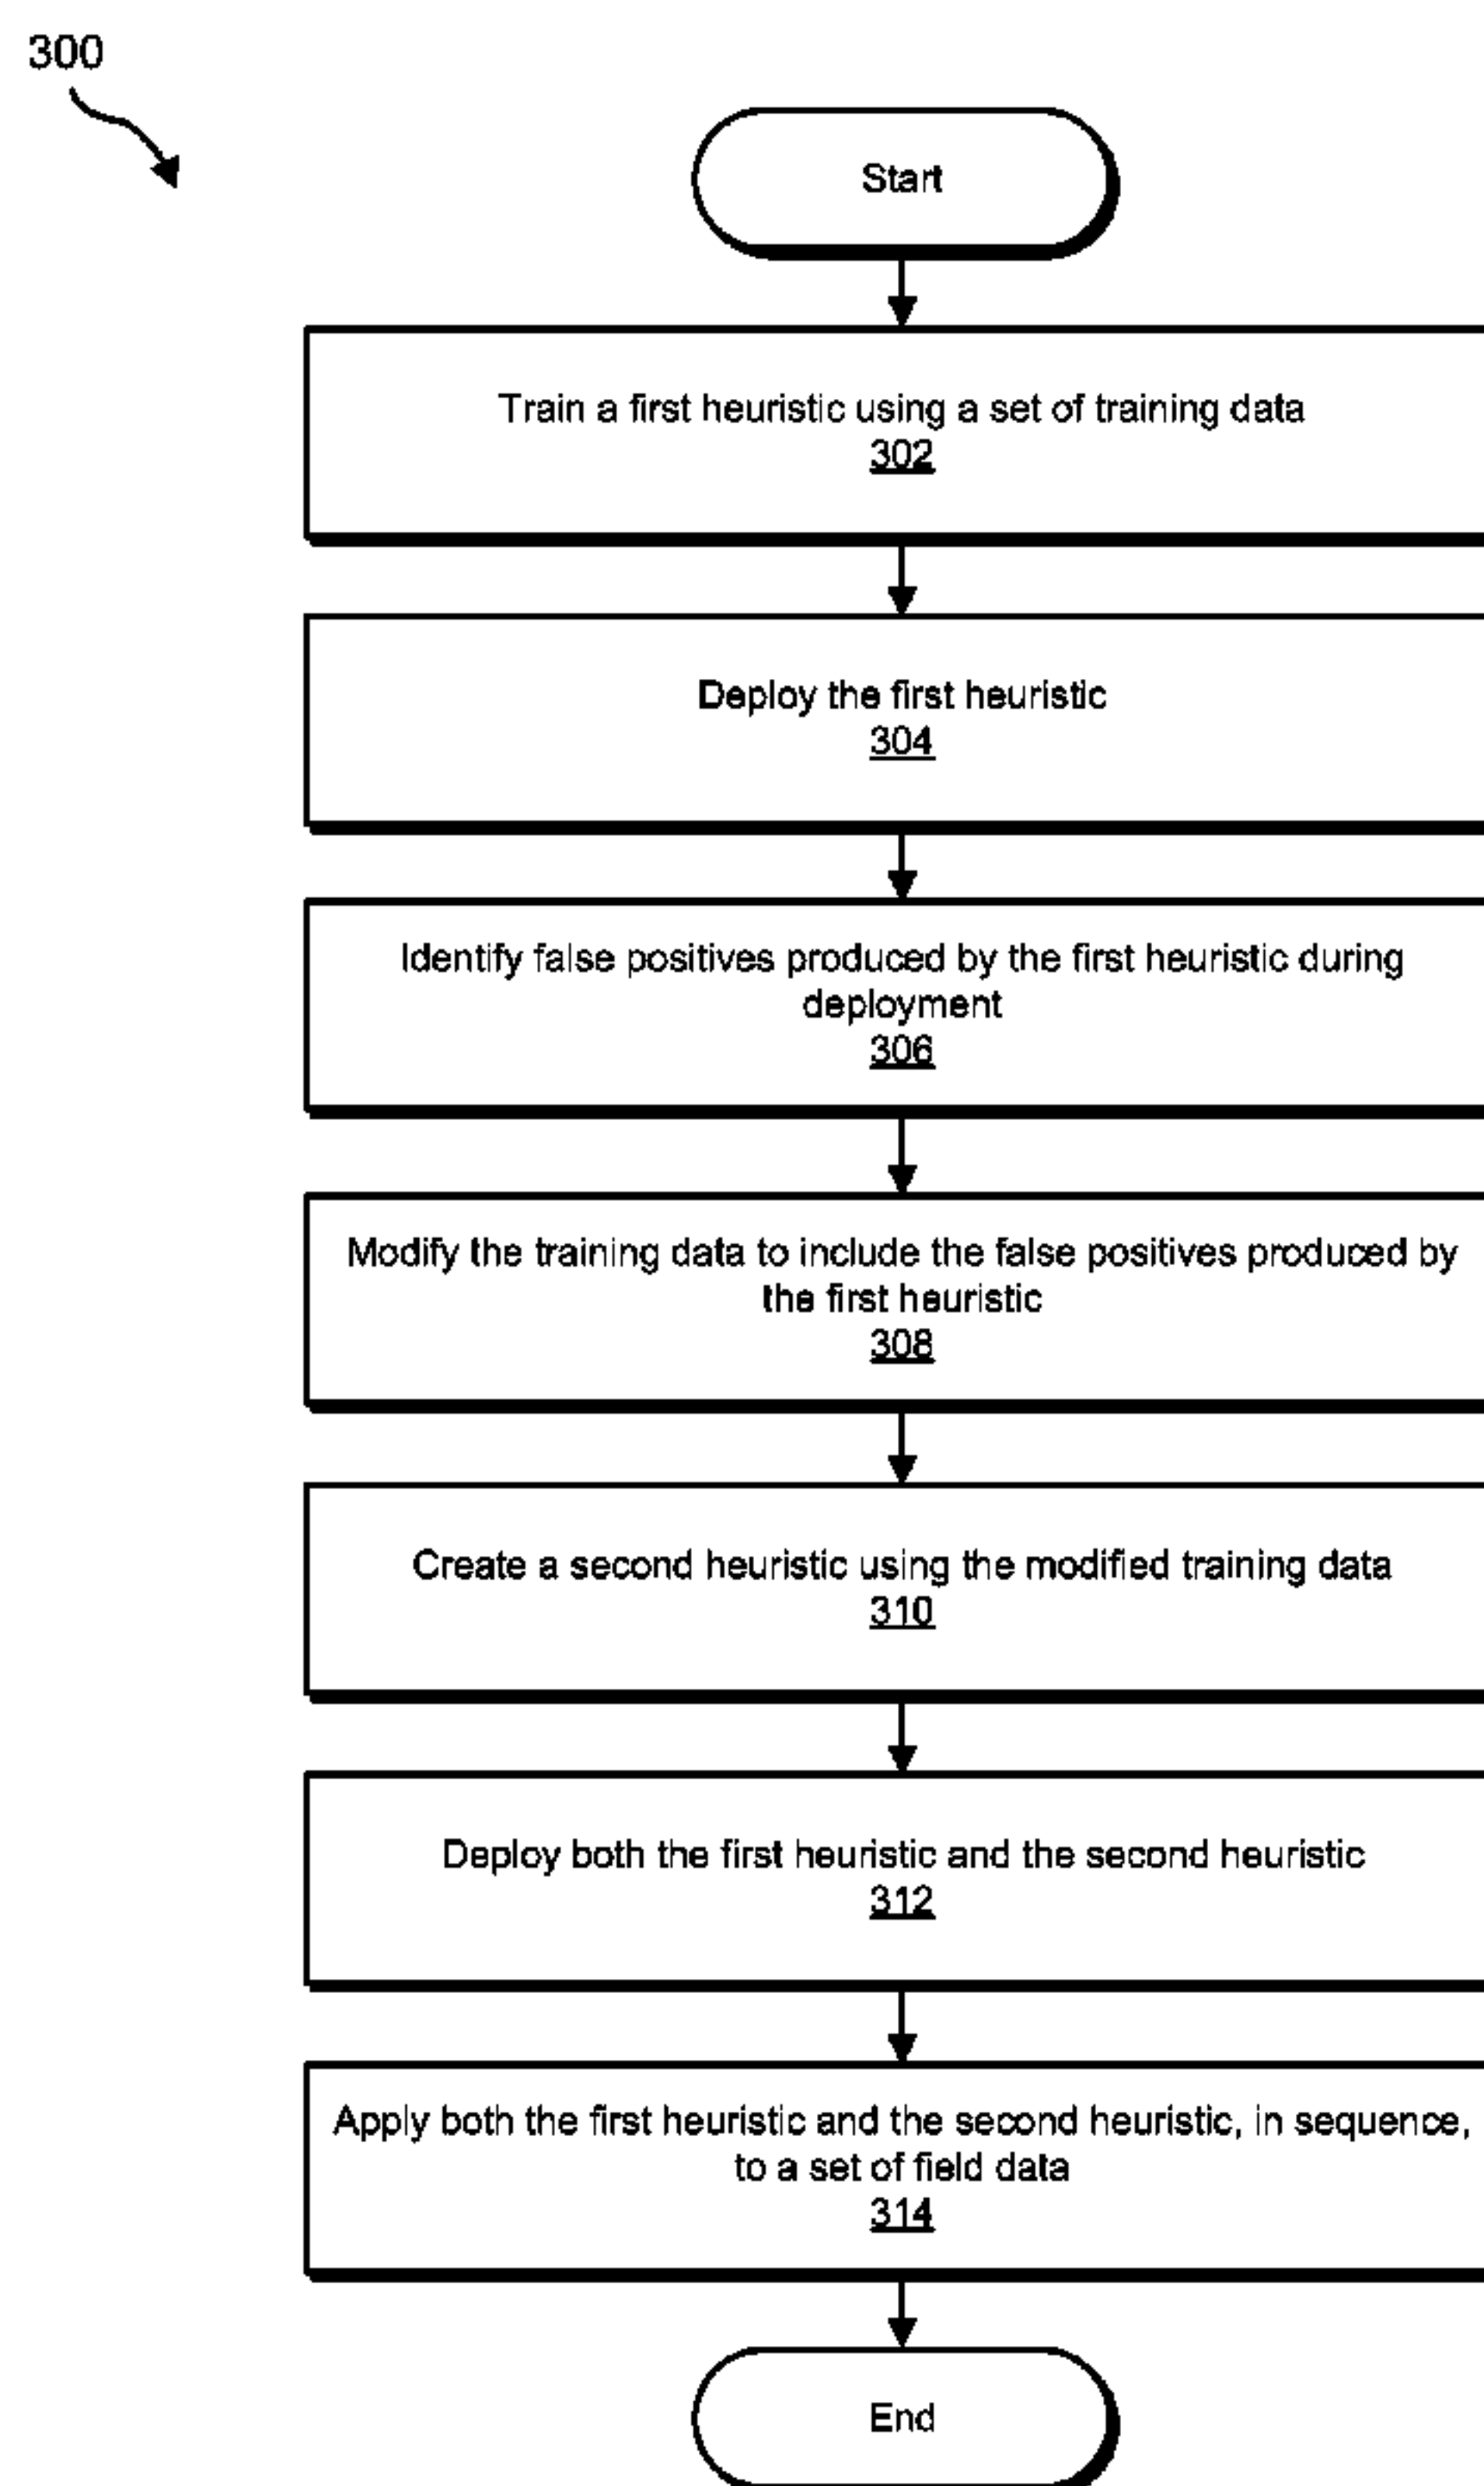 300
Start
Train a first heuristic using a set of training data
302
Deploy the first heuristic
304
Identify false positives produced by the first heuristic during
deployment
306
Modify the training data to include the false positives produced by
the first heuristic
308
Create a second heuristic using the modified training data
310
Deploy both the first heuristic and the second heuristic
312
Apply both the first heuristic and the second heuristic, in sequence,
to a set of field data
314
End